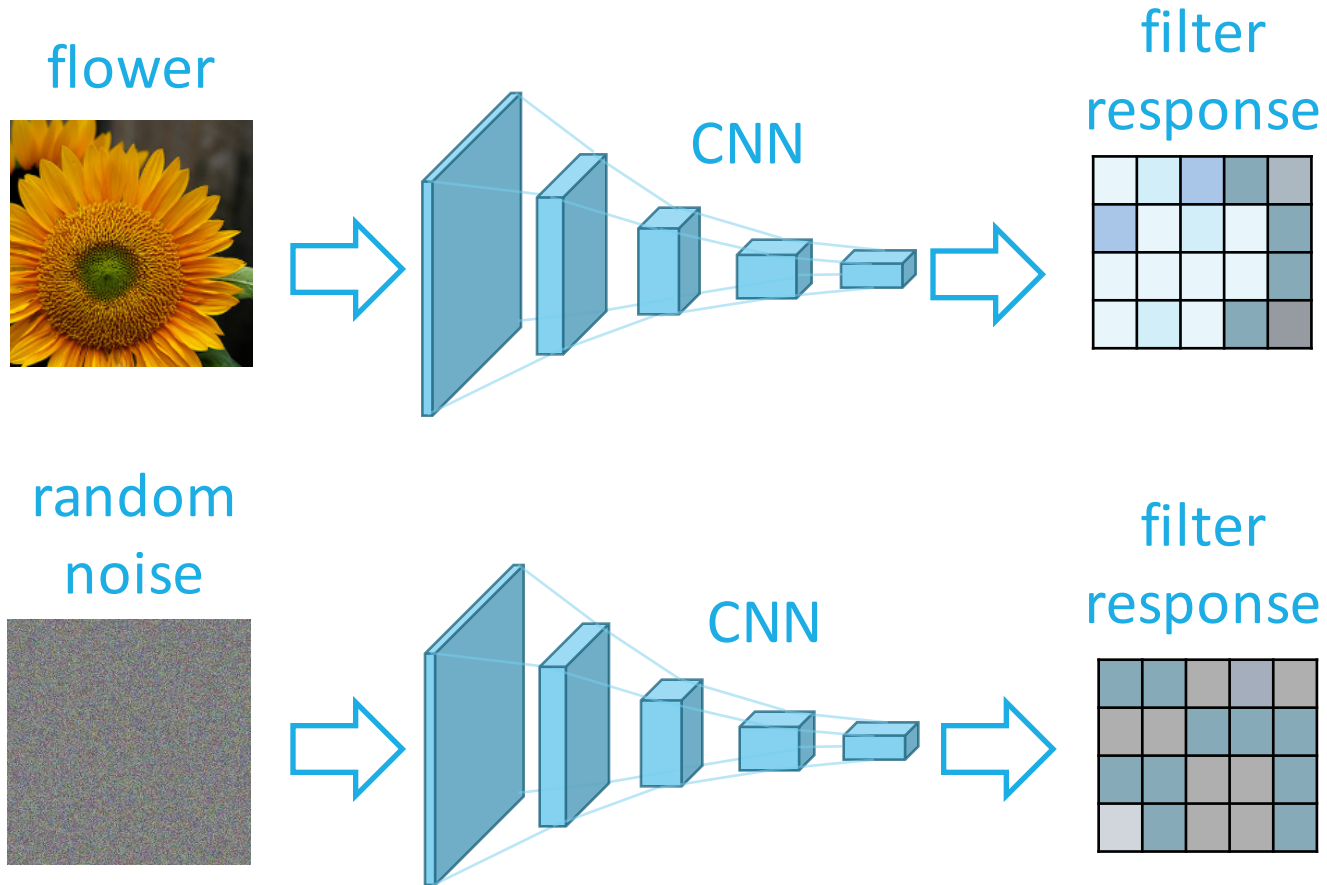 flower
CNN
filter
response
random
noise
CNN
filter
response